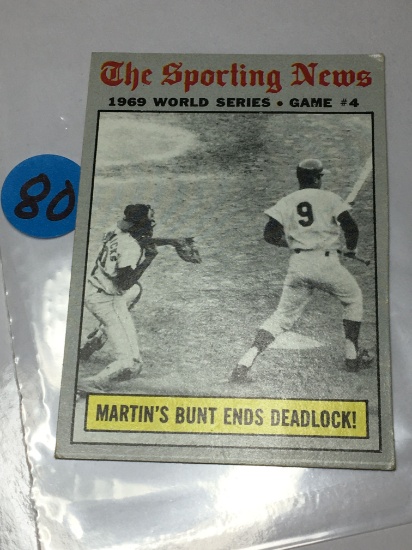 The Sporting News
1969 WORLD SERIES • GAME #4
80
9
MARTIN'S BUNT ENDS DEADLOCK!